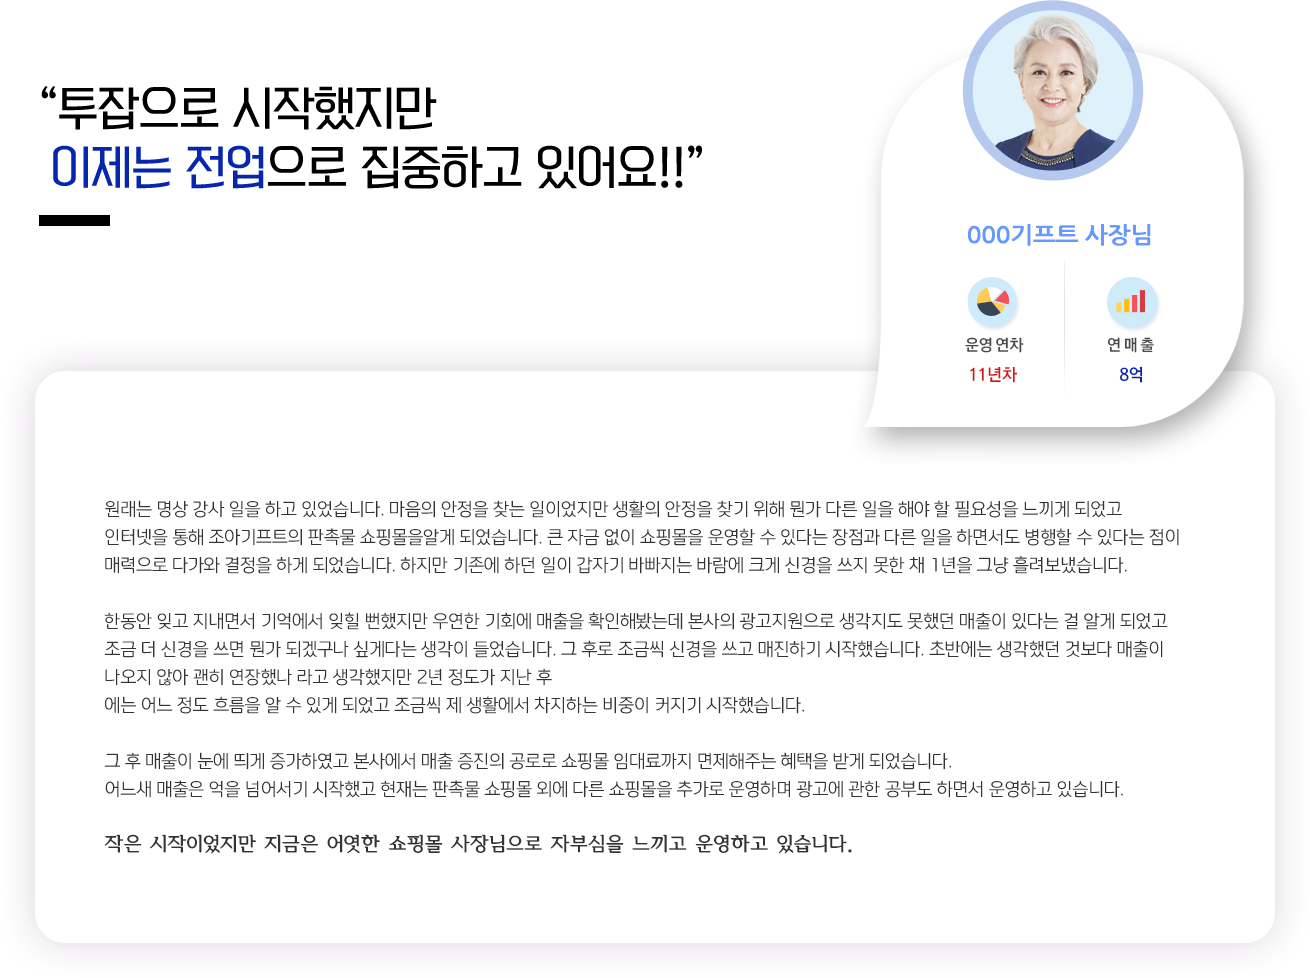 “투잡으로 시작했지만
이제는 전업으로 집중하고 있어요!!”
000기프트 사장님
운영 연차
11년차
연 매 출
8억
원래는 명상 강사 일을 하고 있었습니다. 마음의 안정을 찾는 일이었지만 생활의 안정을 찾기 위해 뭔가 다른 일을 해야 할 필요성을 느끼게 되었고
인터넷을 통해 조아기프트의 판촉물 쇼핑몰을알게 되었습니다. 큰 자금 없이 쇼핑몰을 운영할 수 있다는 장점과 다른 일을 하면서도 병행할 수 있다는 점이
매력으로 다가와 결정을 하게 되었습니다. 하지만 기존에 하던 일이 갑자기 바빠지는 바람에 크게 신경을 쓰지 못한 채 1년을 그냥 흘려보냈습니다.
한동안 잊고 지내면서 기억에서 잊힐 뻔했지만 우연한 기회에 매출을 확인해봤는데 본사의 광고지원으로 생각지도 못했던 매출이 있다는 걸 알게 되었고
조금 더 신경을 쓰면 뭔가 되겠구나 싶게다는 생각이 들었습니다. 그 후로 조금씩 신경을 쓰고 매진하기 시작했습니다. 초반에는 생각했던 것보다 매출이
나오지 않아 괜히 연장했나 라고 생각했지만 2년 정도가 지난 후
에는 어느 정도 흐름을 알 수 있게 되었고 조금씩 제 생활에서 차지하는 비중이 커지기 시작했습니다.
그 후 매출이 눈에 띄게 증가하였고 본사에서 매출 증진의 공로로 쇼핑몰 임대료까지 면제해주는 혜택을 받게 되었습니다.
어느새 매출은 억을 넘어서기 시작했고 현재는 판촉물 쇼핑몰 외에 다른 쇼핑몰을 추가로 운영하며 광고에 관한 공부도 하면서 운영하고 있습니다.
작은 시작이었지만 지금은 어엿한 쇼핑몰 사장님으로 자부심을 느끼고 운영하고 있습니다.